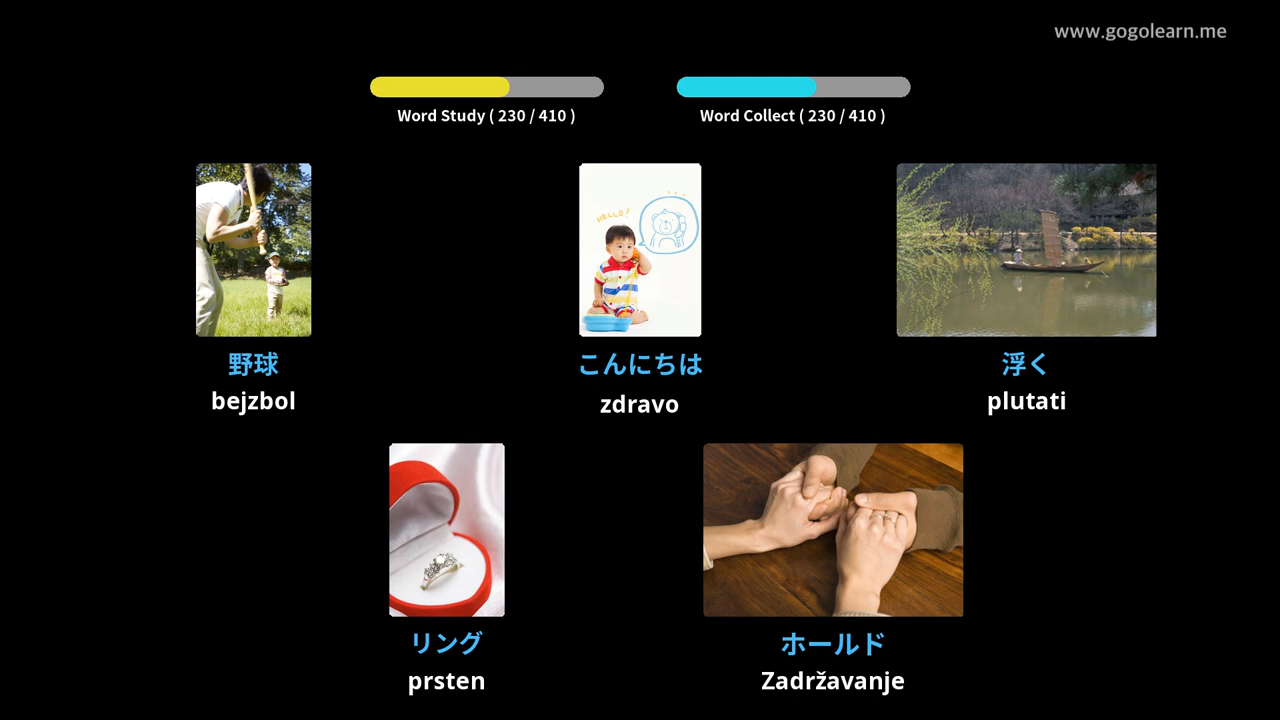 www.gogolearn.me
Word Study ( 230 / 410 )
Word Collect ( 230 / 410 )
HELLO?
野球
bejzbol
こんにちは
zdravo
浮く
plutati
リング
prsten
ホールド
Zadržavanje